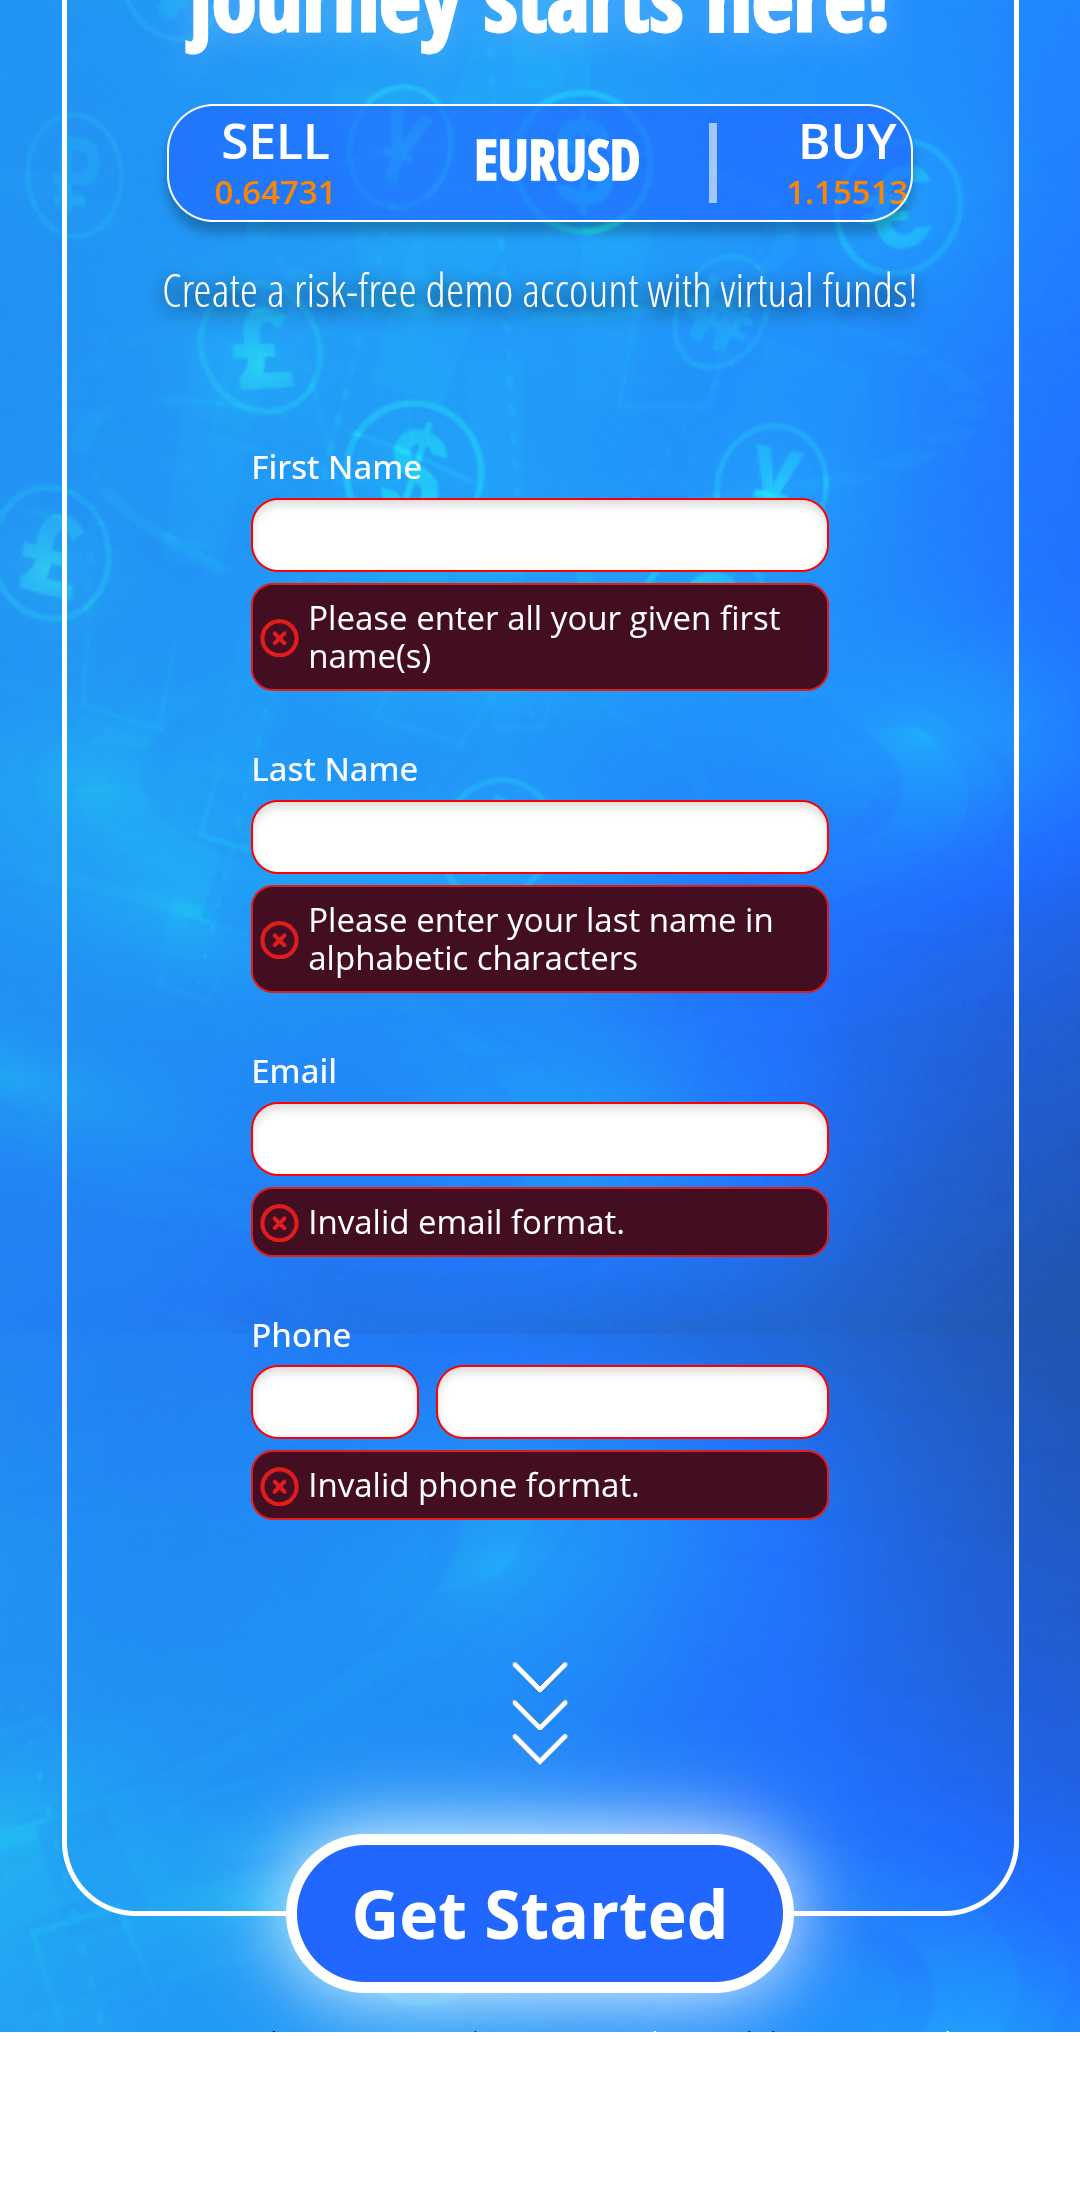 journey starts here!
SELL
0.64731
EURUSD
BUY
1.15513
Create a risk-free demo account with virtual funds!
First Name
Please enter all your given first
name(s)
Last Name
Please enter your last name in
alphabetic characters
Email
Invalid email format.
Phone
Invalid phone format.
Get Started